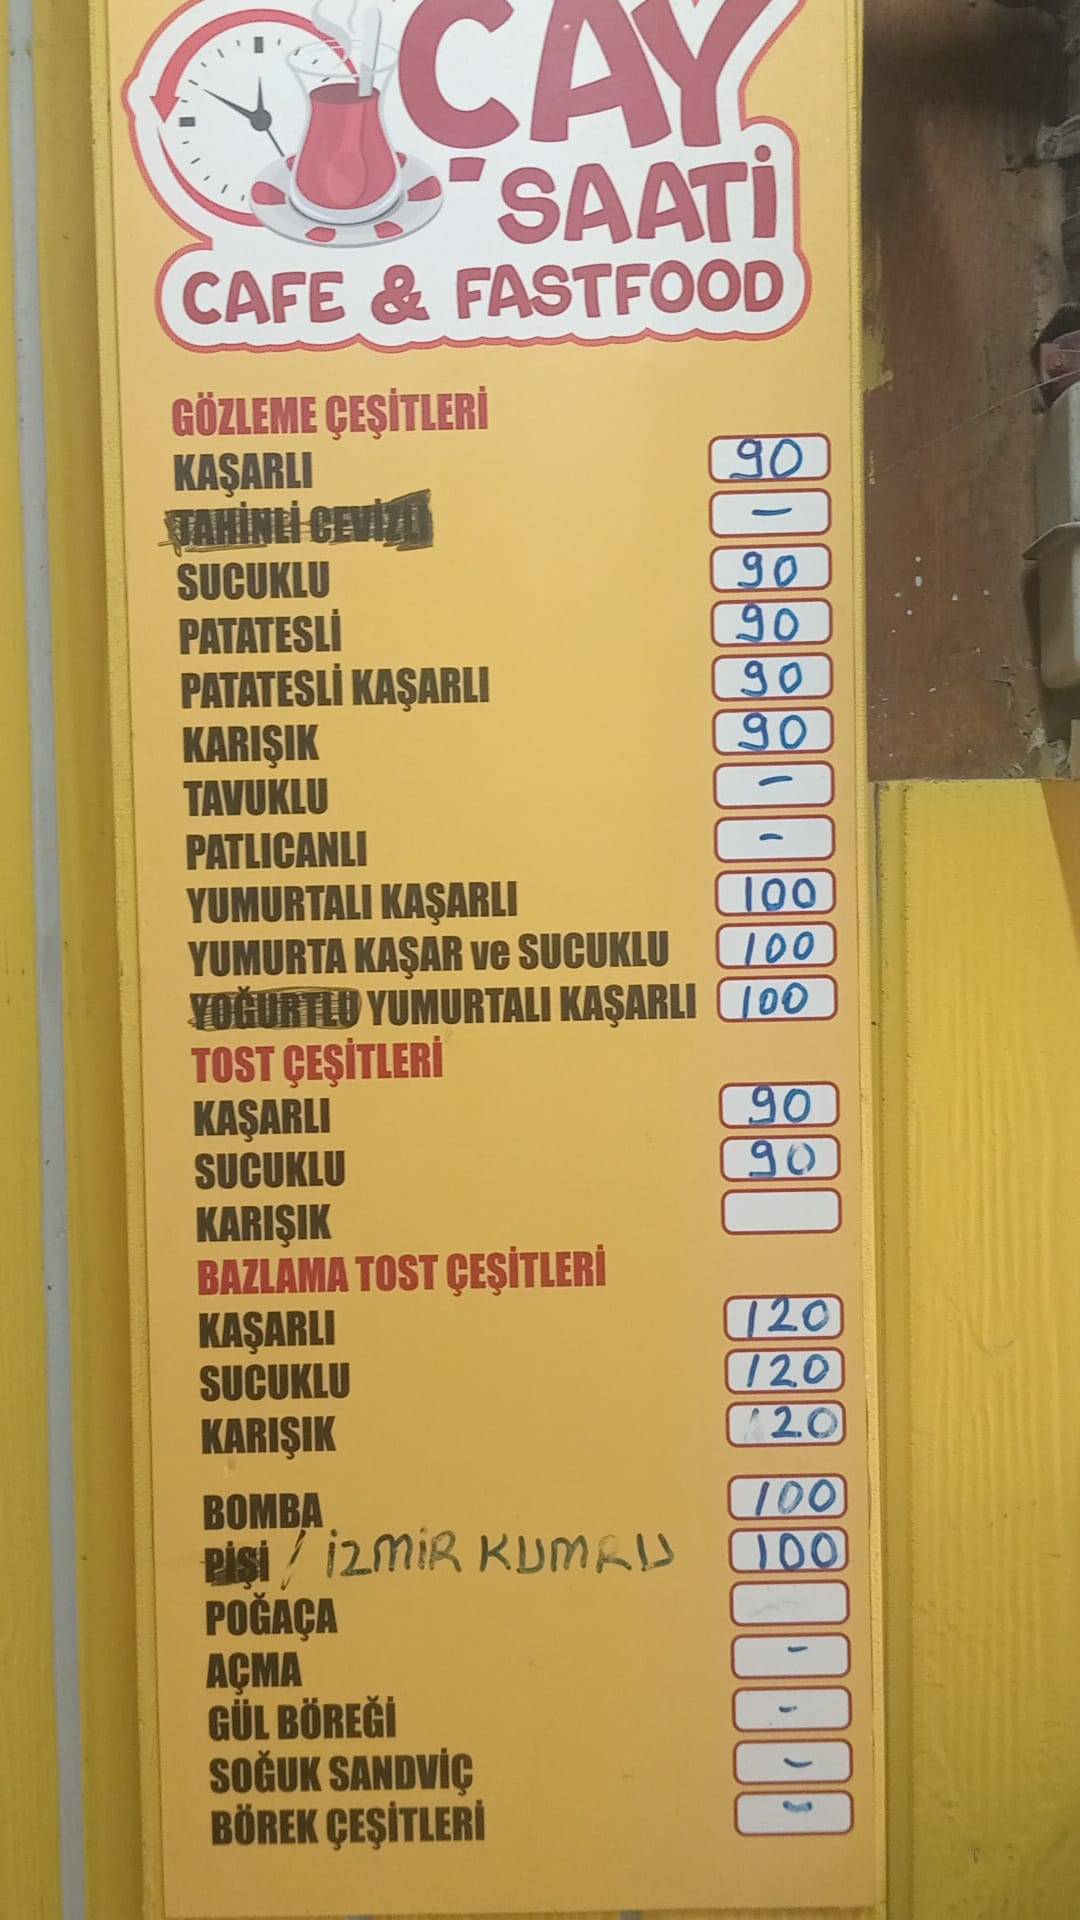 ÇAY
SAATİ
CAFE & FASTFOOD
GÖZLEME ÇEŞİTLERİ
KAŞARLI 90
TAHİNLİ CEVİZLİ -
SUCUKLU 90
PATATESLİ 90
PATATESLİ KAŞARLI 90
KARIŞIK 90
TAVUKLU -
PATLICANLI -
YUMURTALI KAŞARLI 100
YUMURTA KAŞAR ve SUCUKLU 100
YOĞURTLU YUMURTALI KAŞARLI 100
TOST ÇEŞİTLERİ
KAŞARLI 90
SUCUKLU 90
KARIŞIK
BAZLAMA TOST ÇEŞİTLERİ
KAŞARLI 120
SUCUKLU 120
KARIŞIK 120
BOMBA 100
PİŞİ / İZMİR KUMRU 100
POĞAÇA
AÇMA -
GÜL BÖREĞİ -
SOĞUK SANDVİÇ -
BÖREK ÇEŞİTLERİ -